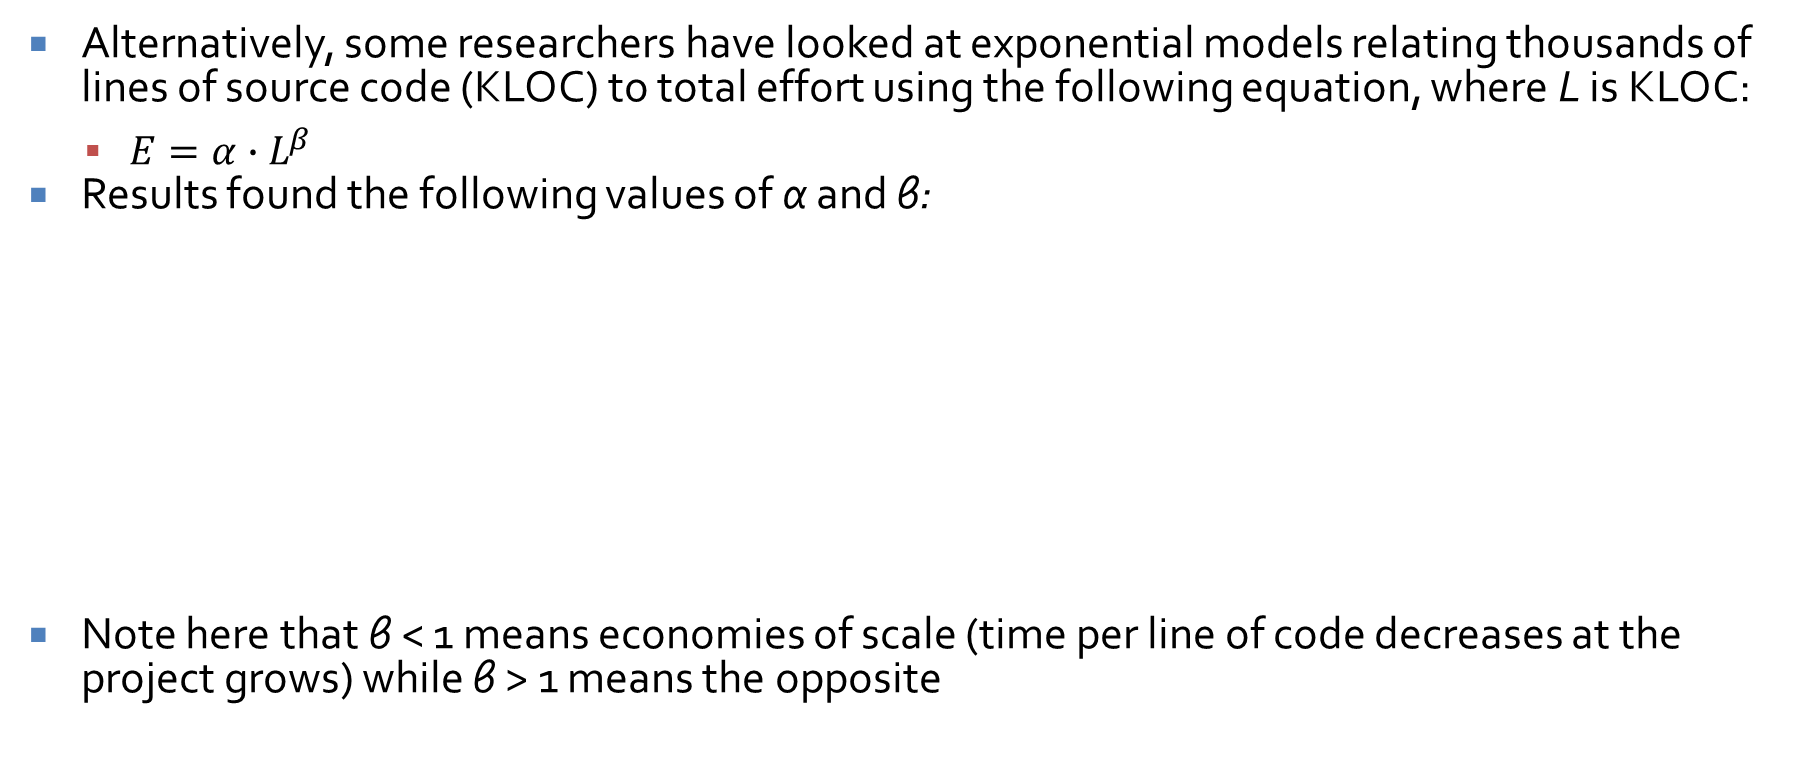 Alternatively, some researchers have looked at exponential models relating thousands of
lines of source code (KLOC) to total effort using the following equation, where L is KLOC:
E = α · L^β
Results found the following values of α and β:
Note here that β < 1 means economies of scale (time per line of code decreases at the
project grows) while β > 1 means the opposite